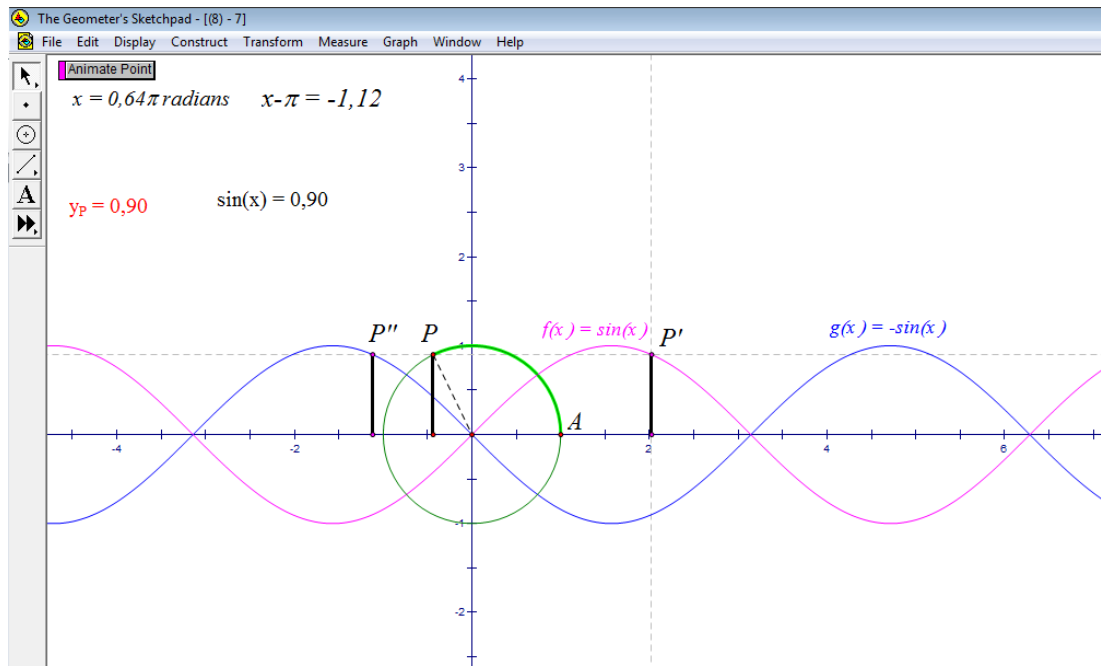 The Geometer's Sketchpad - [(8) - 7]
File Edit Display Construct Transform Measure Graph Window Help
Animate Point
x = 0,64π radians x-π = -1,12
y_P = 0,90 sin(x) = 0,90
A
4
3
2
P'' P f(x) = sin(x) P' g(x) = -sin(x)
1
A
-4 -2 2 4 6
-1
-2